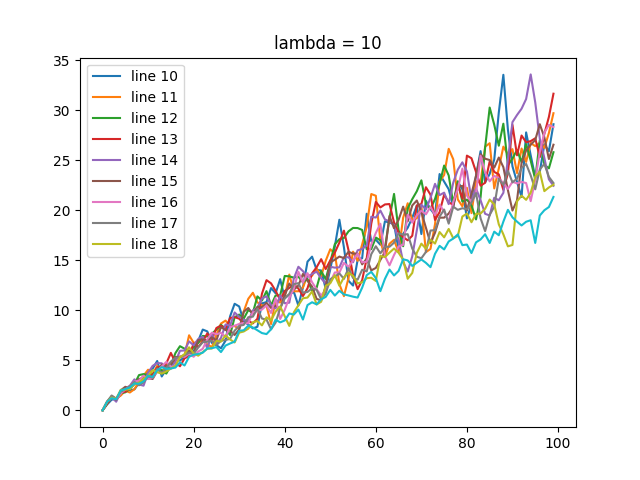 lambda = 10
35
30
25
20
15
10
5
0
0 20 40 60 80 100
line 10
line 11
line 12
line 13
line 14
line 15
line 16
line 17
line 18